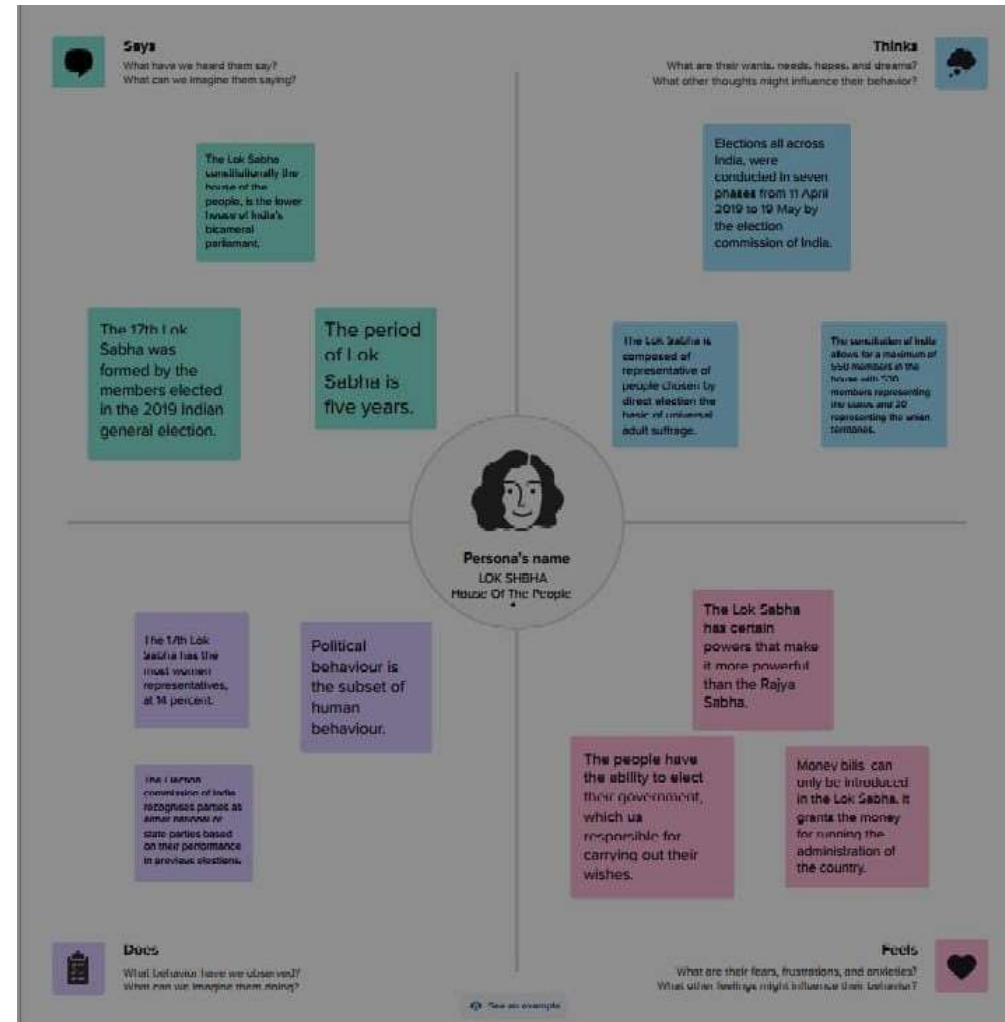 Says
What have we heard them say?
What can we imagine them saying?
Thinks
What are their wants, needs, hopes, and dreams?
What other thoughts might influence their behavior?
The Lok Sabha
constitutionally the
house of the
people, is the lower
house of India's
bicameral
parliamant.
The 17th Lok
Sabha was
formed by the
members elected
in the 2019 Indian
general election.
The period
of Lok
Sabha is
five years.
Elections all across
India, were
conducted in seven
phases from 11 April
2019 to 19 May by
the election
commission of India.
The Lok Sabha is
composed of
representative of
people chosen by
direct election the
basic of universal
adult suffrage.
The constitution of India
allows for a maximum of
550 members in the
house with 530
members representing
the states and 20
representing the union
territories.
Persona's name
LOK SHBHA
House Of The People
The 17th Lok
Sabha has the
most women
representatives,
at 14 percent.
Political
behaviour is
the subset of
human
behaviour.
The Election
commission of India
recognises parties as
either national or
state parties based
on their performance
in previous elections.
The Lok Sabha
has certain
powers that make
it more powerful
than the Rajya
Sabha.
The people have
the ability to elect
their government,
which us
responsible for
carrying out their
wishes.
Money bills can
only be introduced
in the Lok Sabha. It
grants the money
for running the
administration of
the country.
Does
What behavior have we observed?
What can we imagine them doing?
Feels
What are their fears, frustrations, and anxieties?
What other feelings might influence their behavior?
See an example